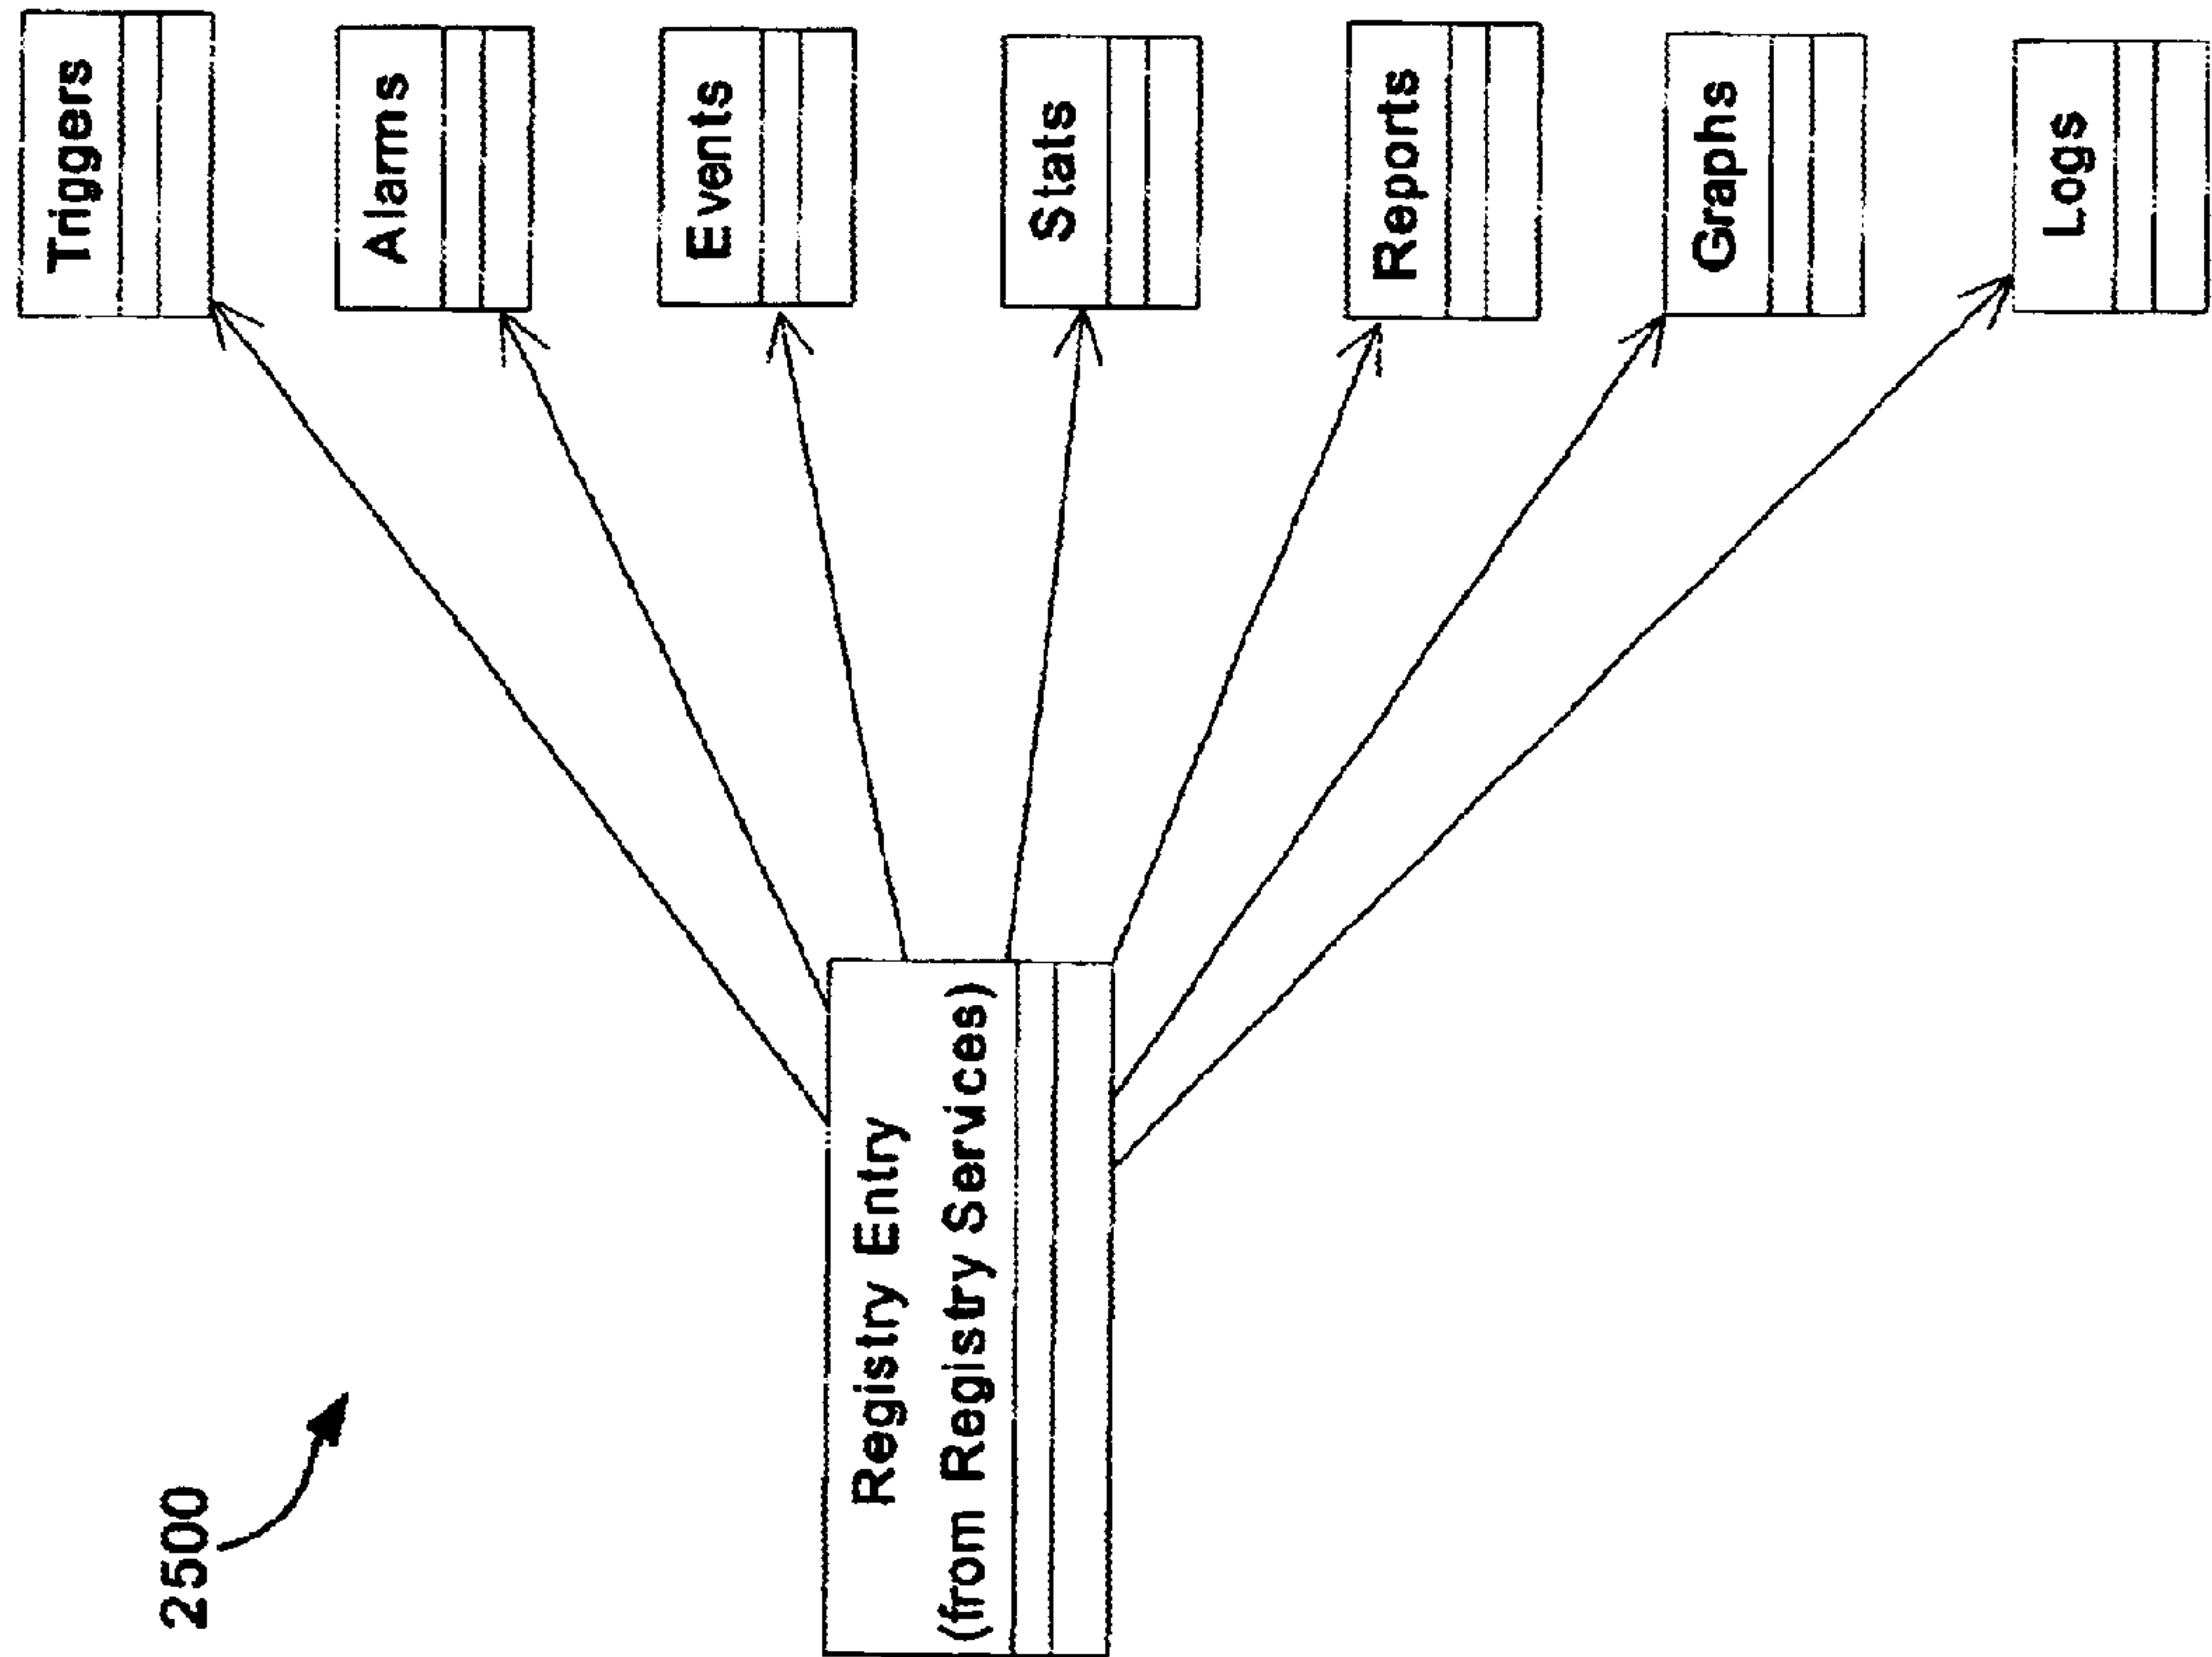 2500
Registry Entry
(from Registry Services)
Triggers
Alarms
Events
Stats
Reports
Graphs
Logs